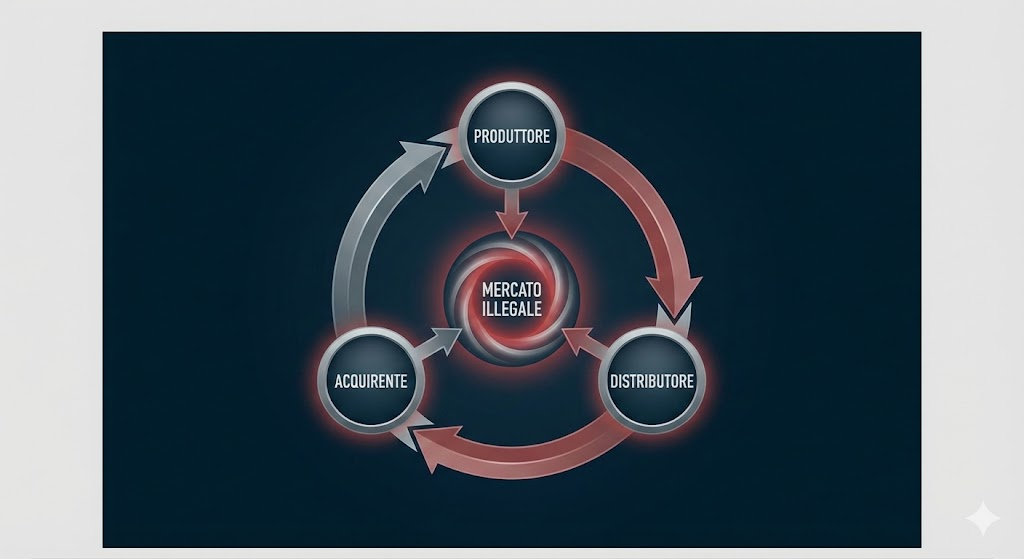 PRODUTTORE
MERCATO
ILLEGALE
ACQUIRENTE
DISTRIBUTORE